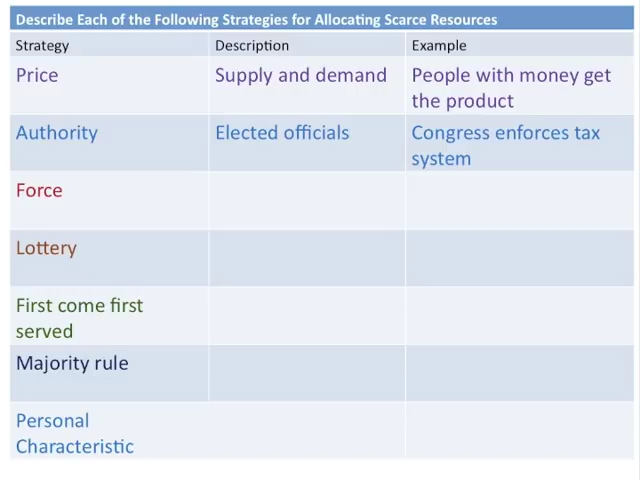 Describe Each of the Following Strategies for Allocating Scarce Resources
Strategy Description Example
Price Supply and demand People with money get
the product
Authority Elected officials Congress enforces tax
system
Force
Lottery
First come first
served
Majority rule
Personal
Characteristic